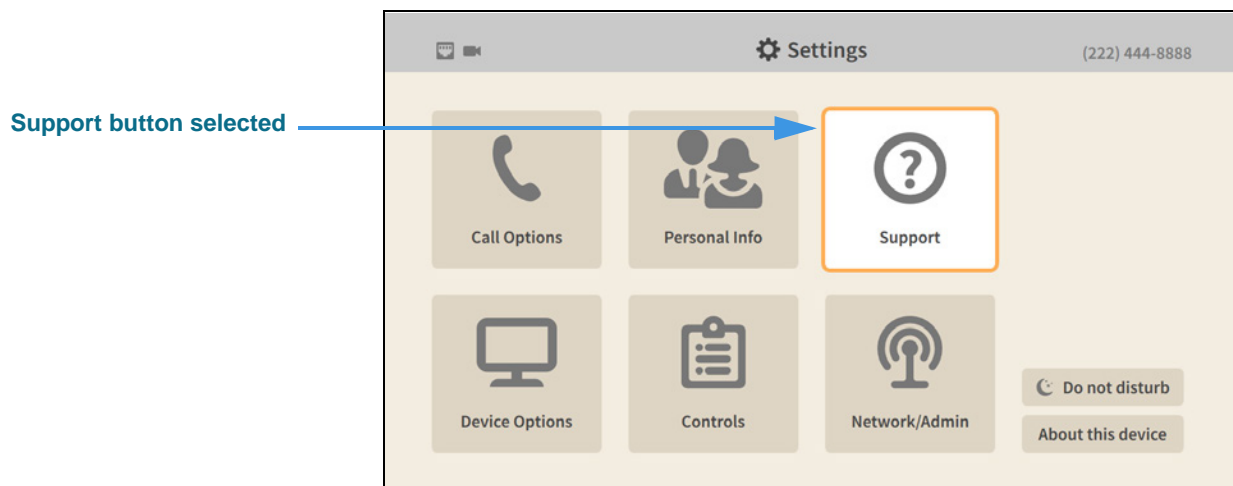 Settings
(222) 444-8888
Support button selected
?
Call Options
Personal Info
Support
Device Options
Controls
Network/Admin
Do not disturb
About this device